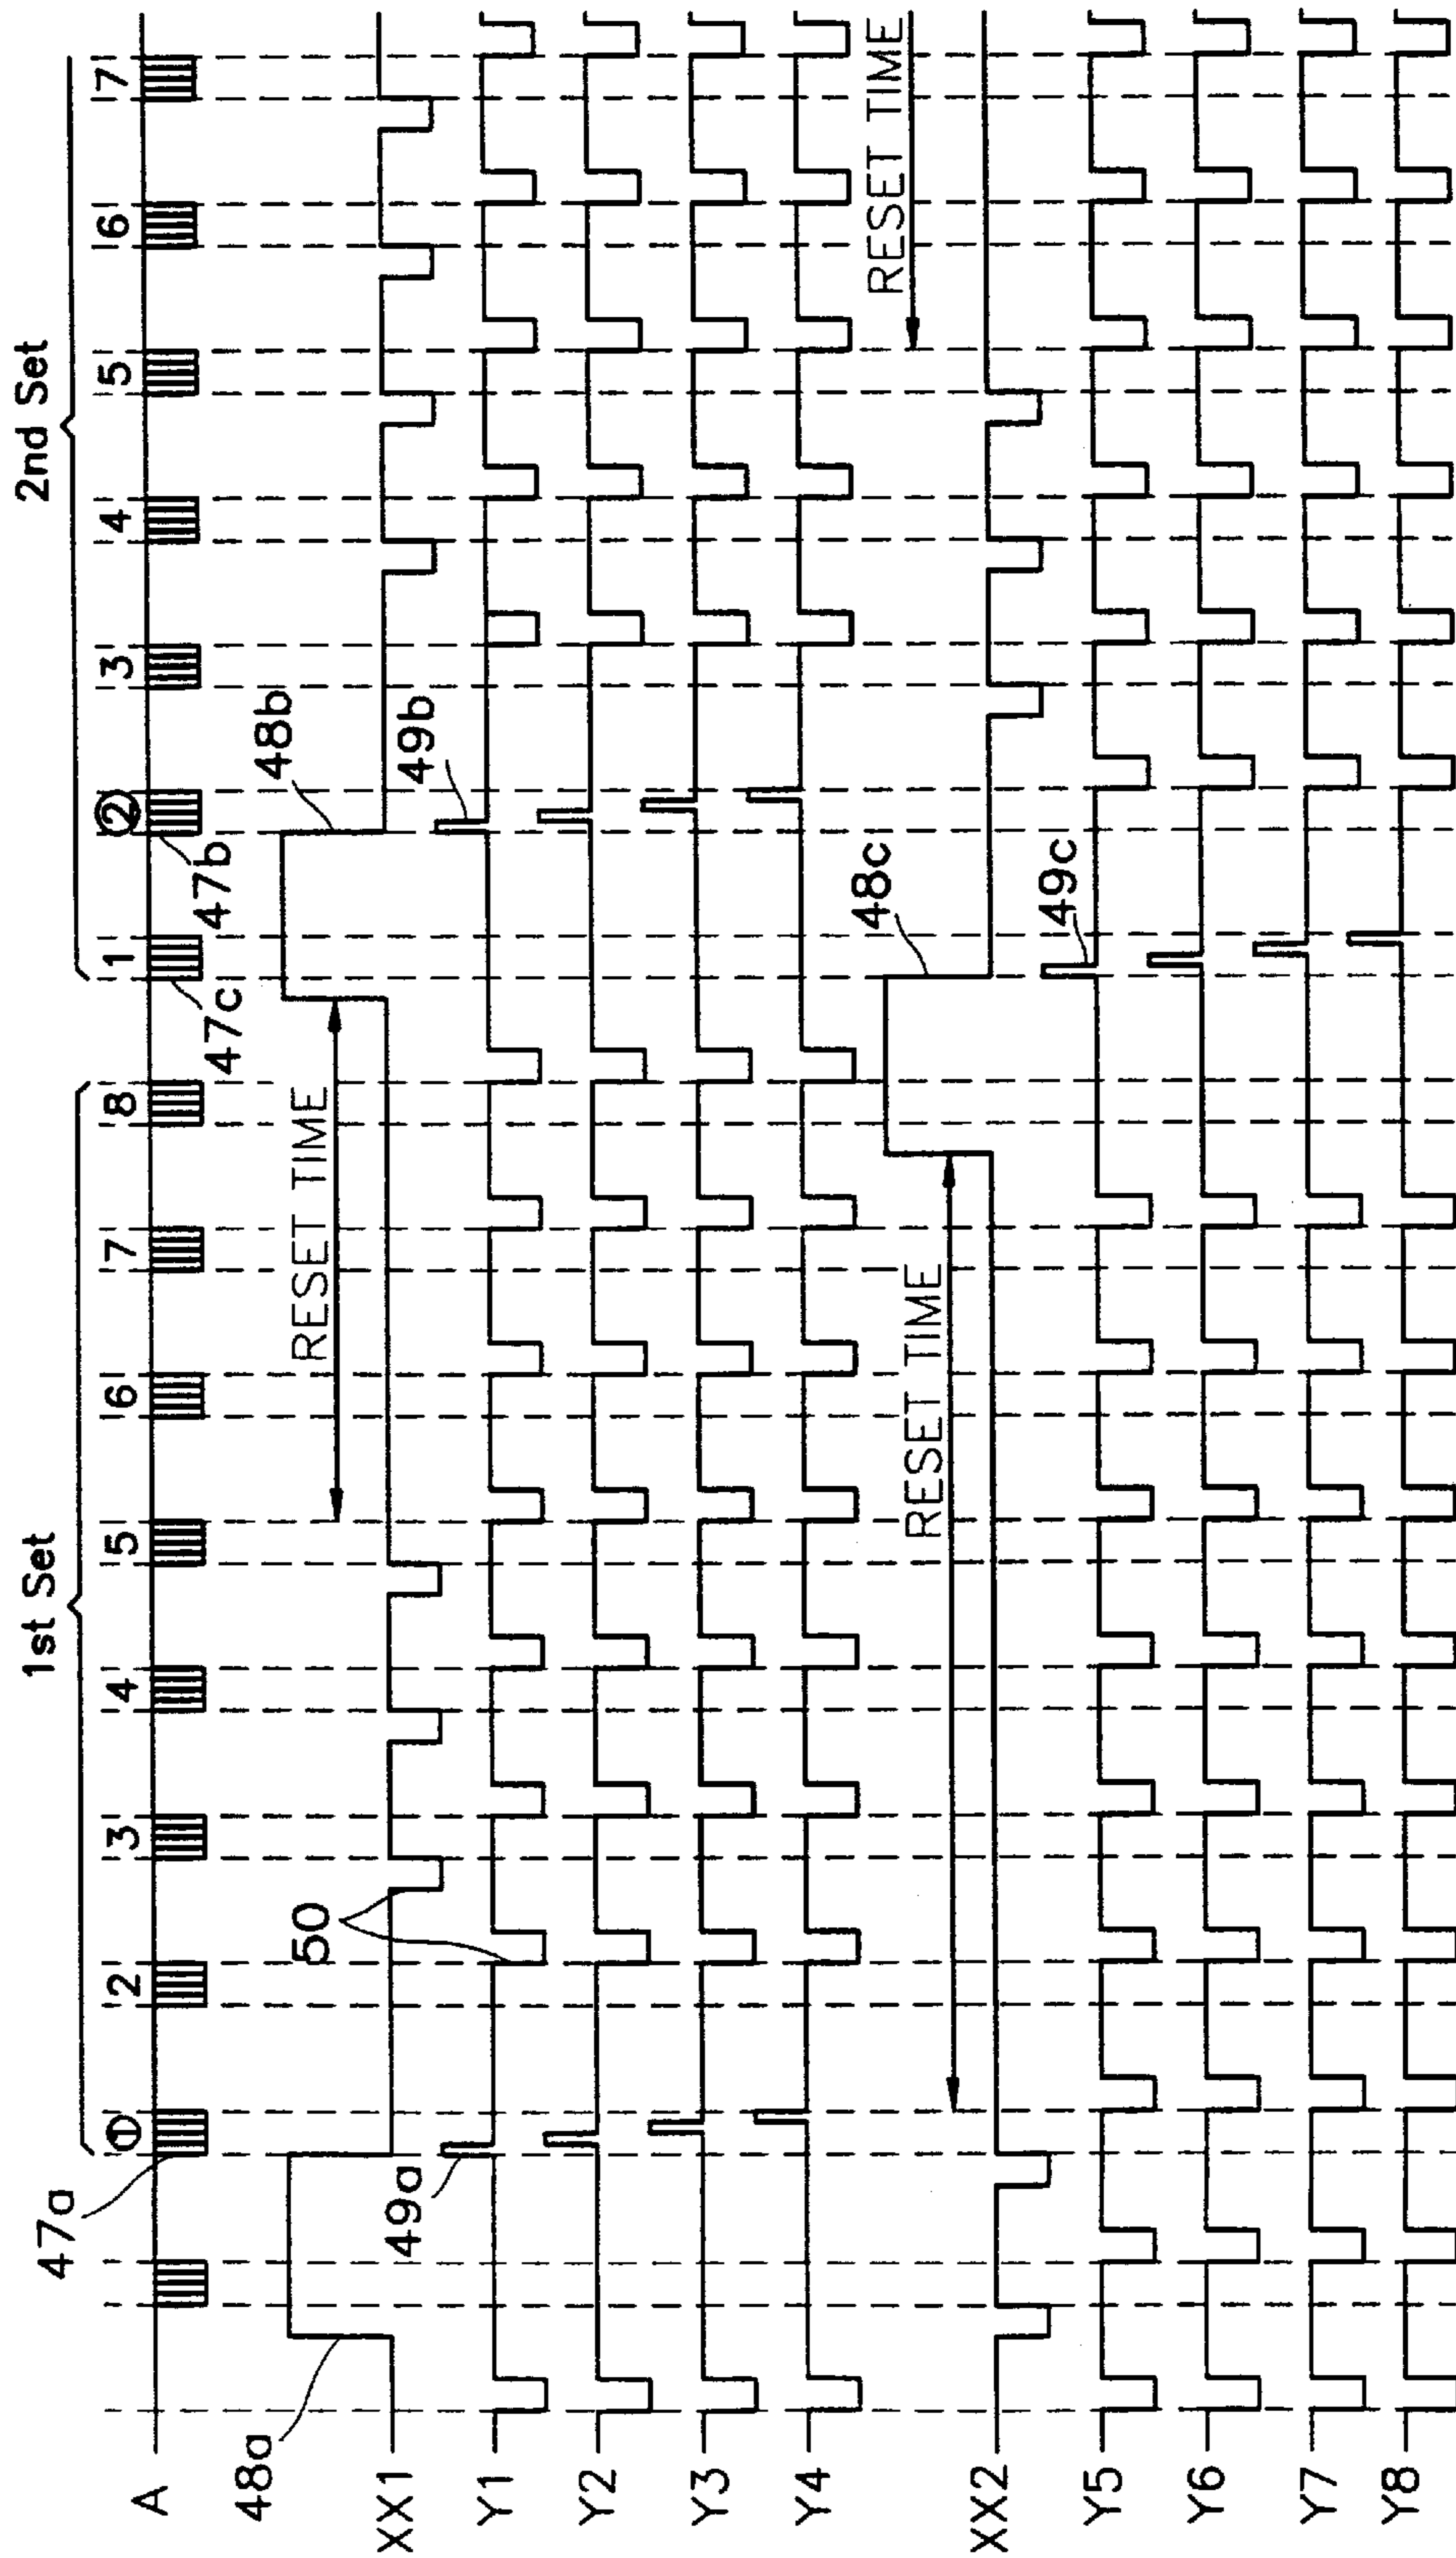 1st Set
2nd Set
47a
① 2 3 4 5 6 7 8 1 ② 3 4 5 6 7
A
47c
47b
48a
48b
RESET TIME
XX1
50
49a
49b
Y1
Y2
Y3
Y4
48c
RESET TIME
RESET TIME
XX2
49c
Y5
Y6
Y7
Y8